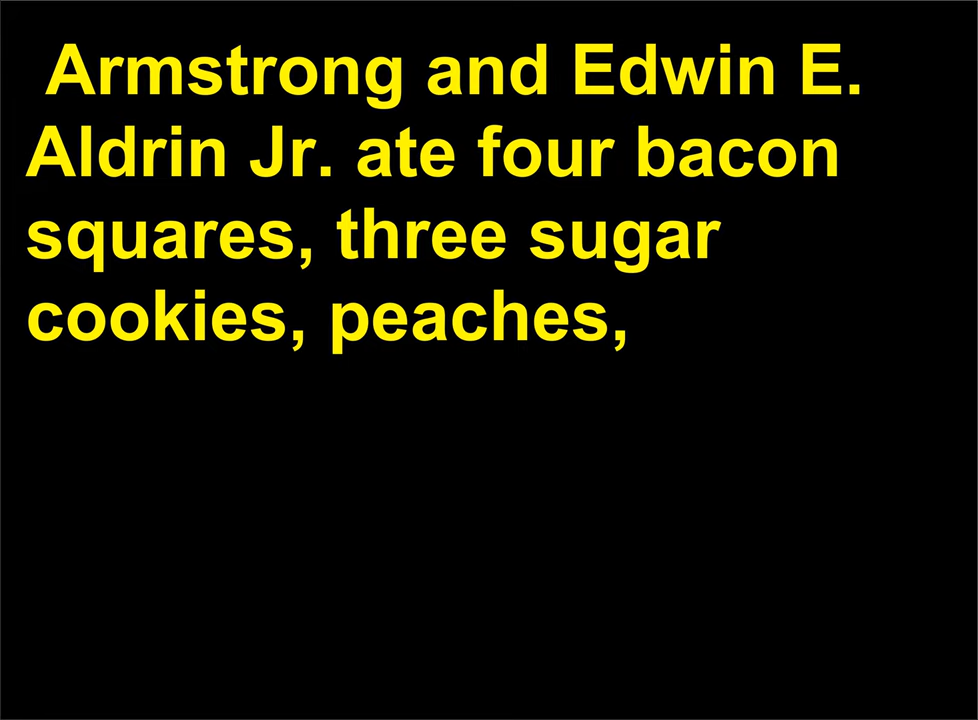 Armstrong and Edwin E.
Aldrin Jr. ate four bacon
squares, three sugar
cookies, peaches,